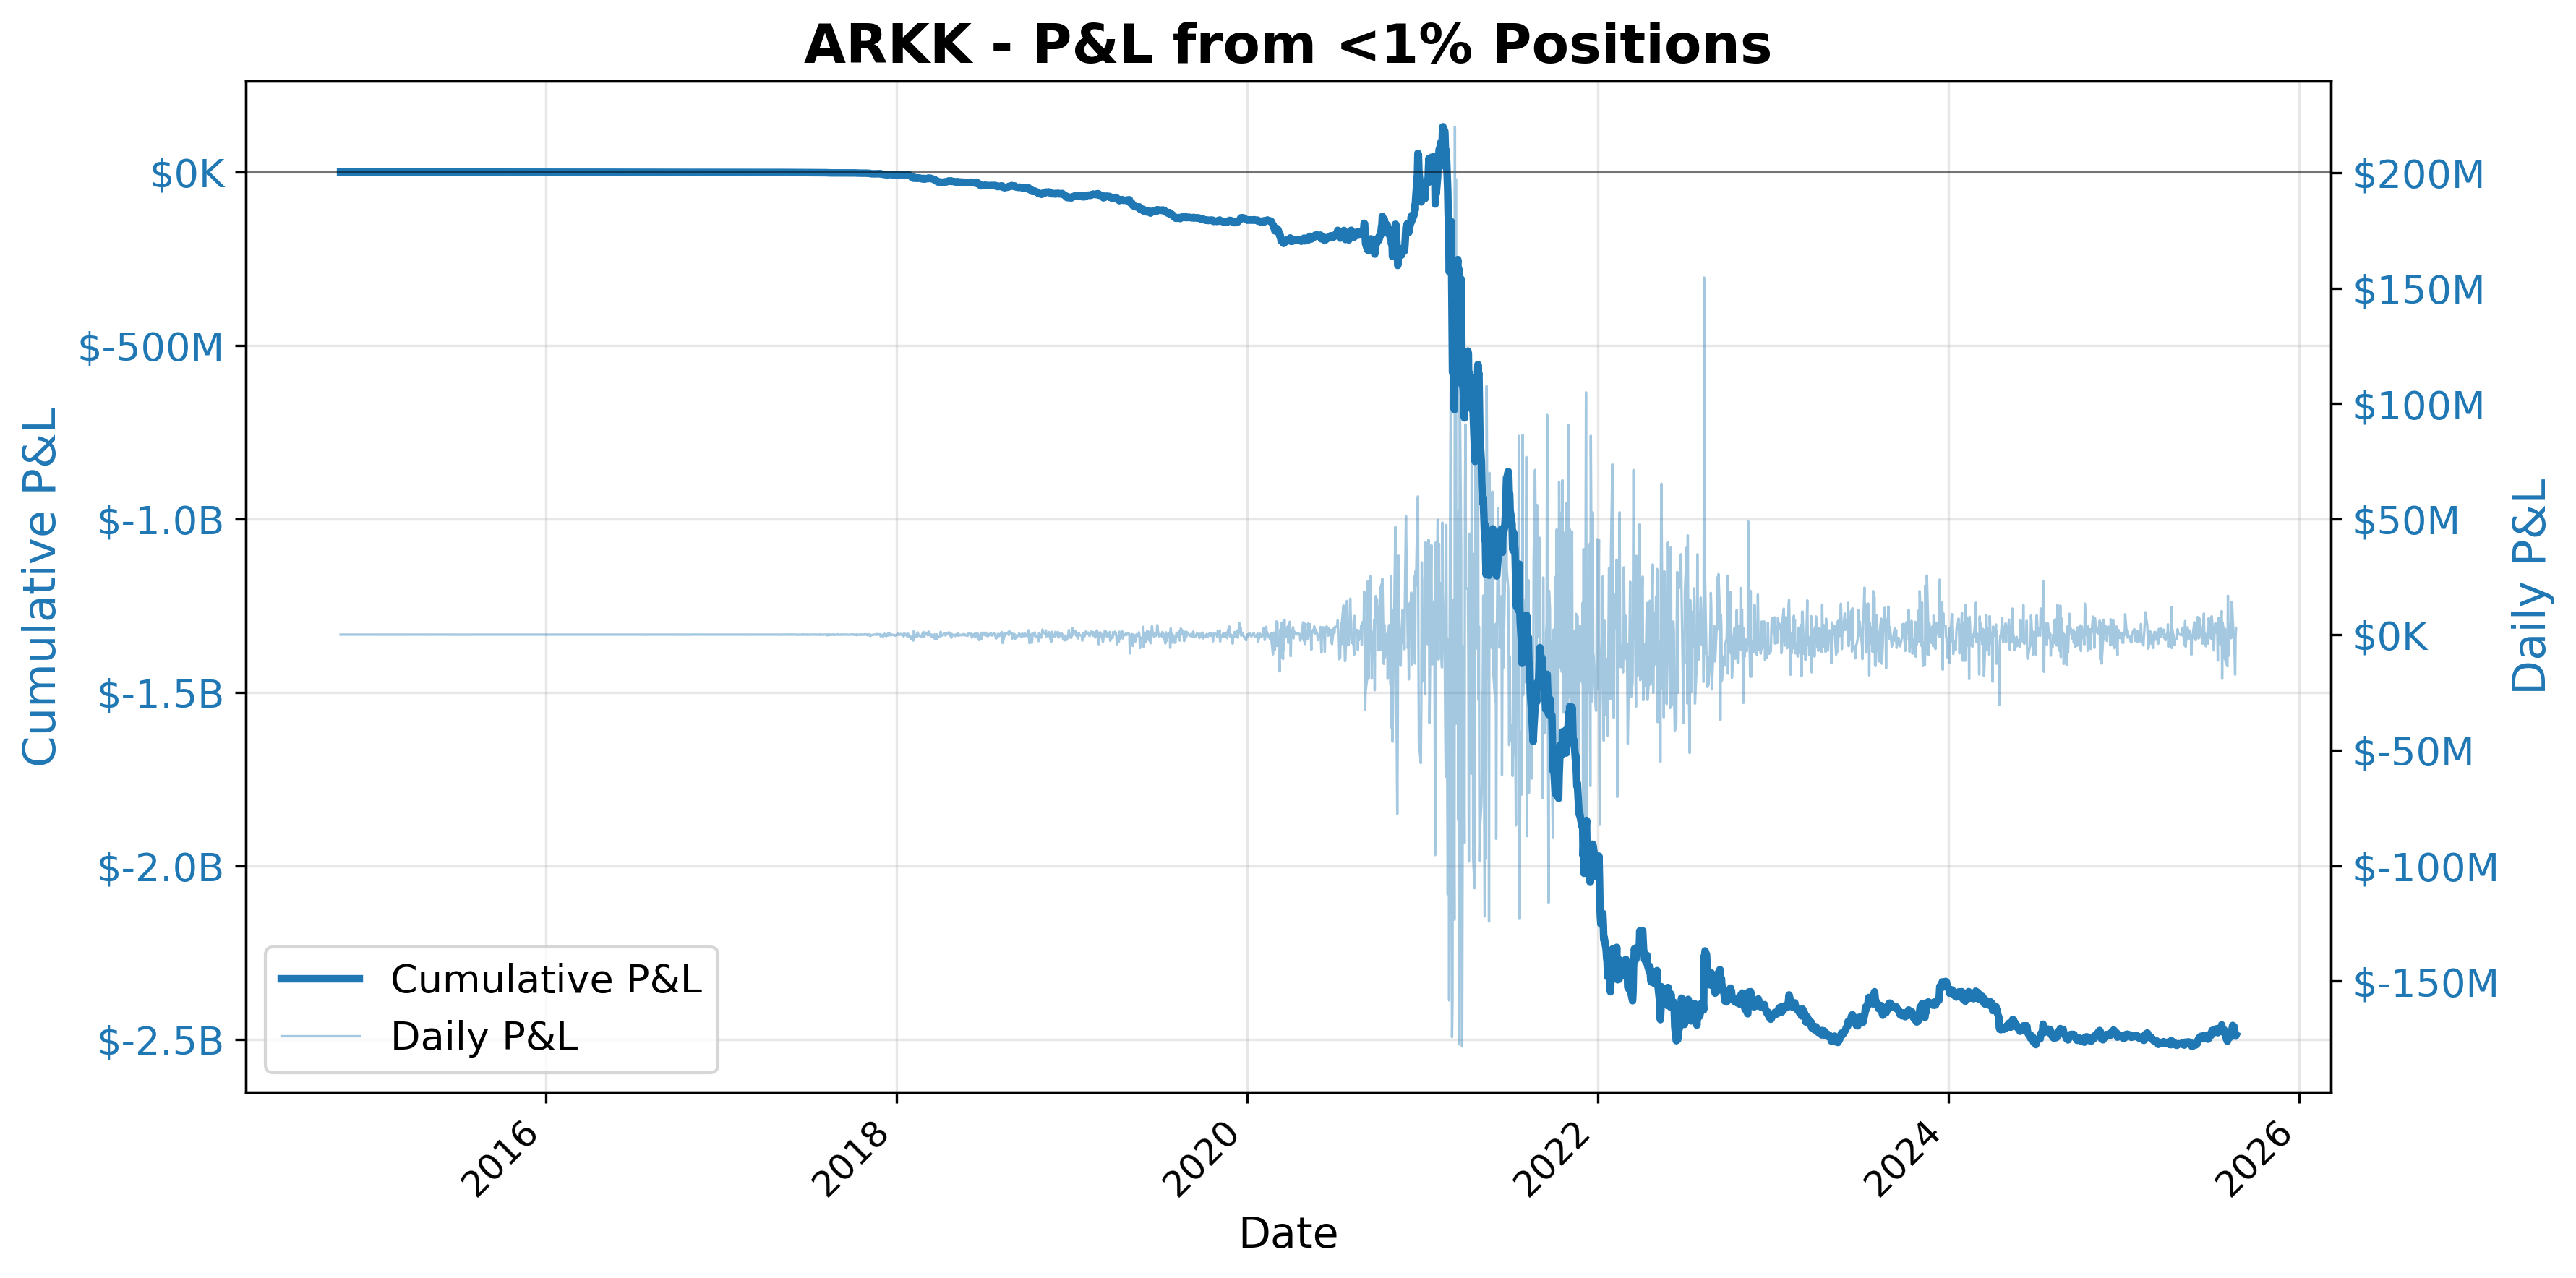 ARKK - P&L from <1% Positions
Cumulative P&L
$0K
$-500M
$-1.0B
$-1.5B
$-2.0B
$-2.5B
$200M
$150M
$100M
$50M
$0K
$-50M
$-100M
$-150M
Daily P&L
Cumulative P&L
Daily P&L
2016
2018
2020
2022
2024
2026
Date